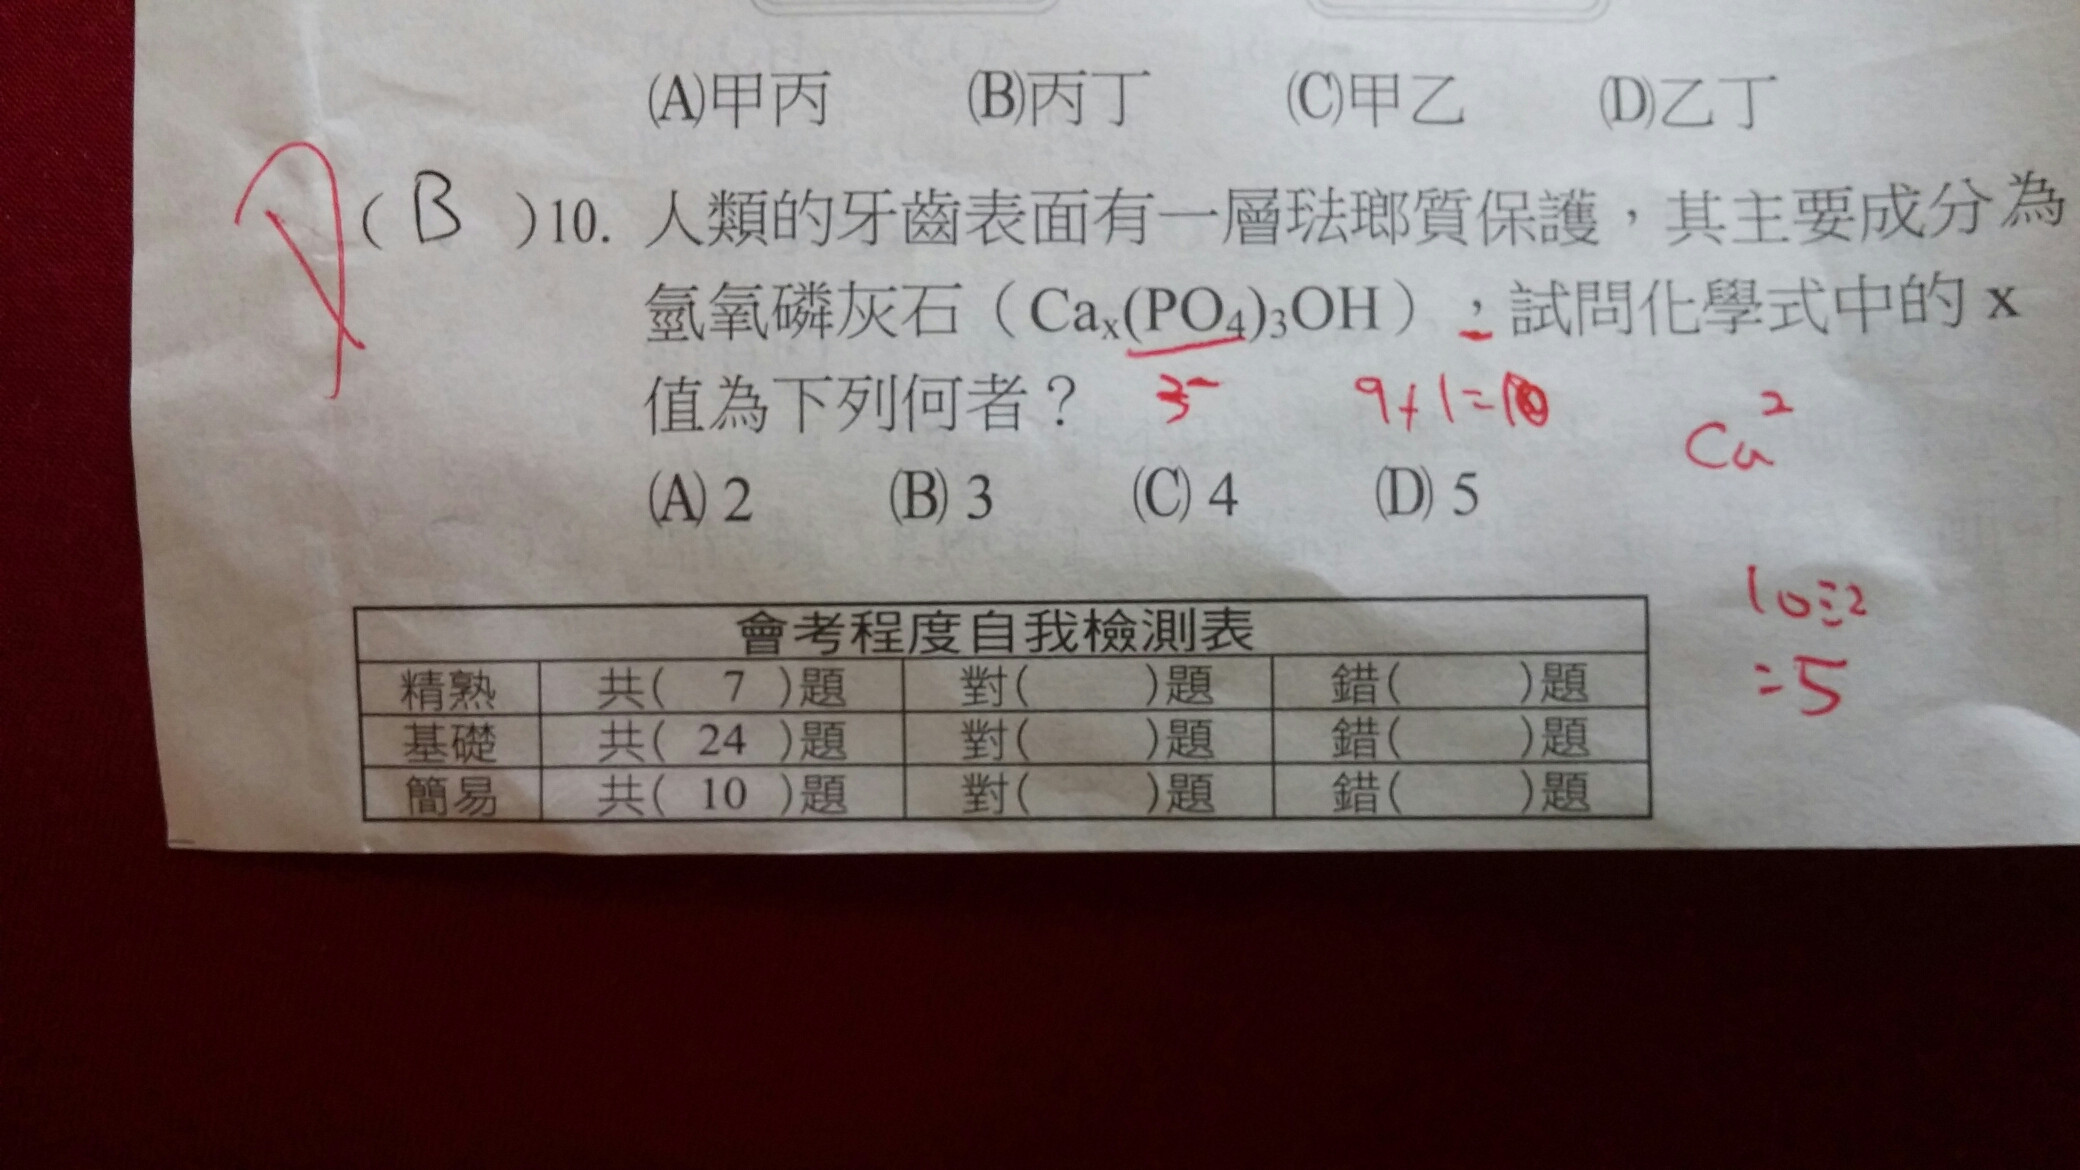 (A)甲丙 (B)丙丁 (C)甲乙 (D)乙丁
( B )10. 人類的牙齒表面有一層琺瑯質保護，其主要成分為
氫氧磷灰石（Caₓ(PO₄)₃OH），試問化學式中的 x
值為下列何者？ 3- 9+1=10
Ca²
(A) 2 (B) 3 (C) 4 (D) 5
10÷2
=5
會考程度自我檢測表
精熟 共( 7 )題 對( )題 錯( )題
基礎 共( 24 )題 對( )題 錯( )題
簡易 共( 10 )題 對( )題 錯( )題